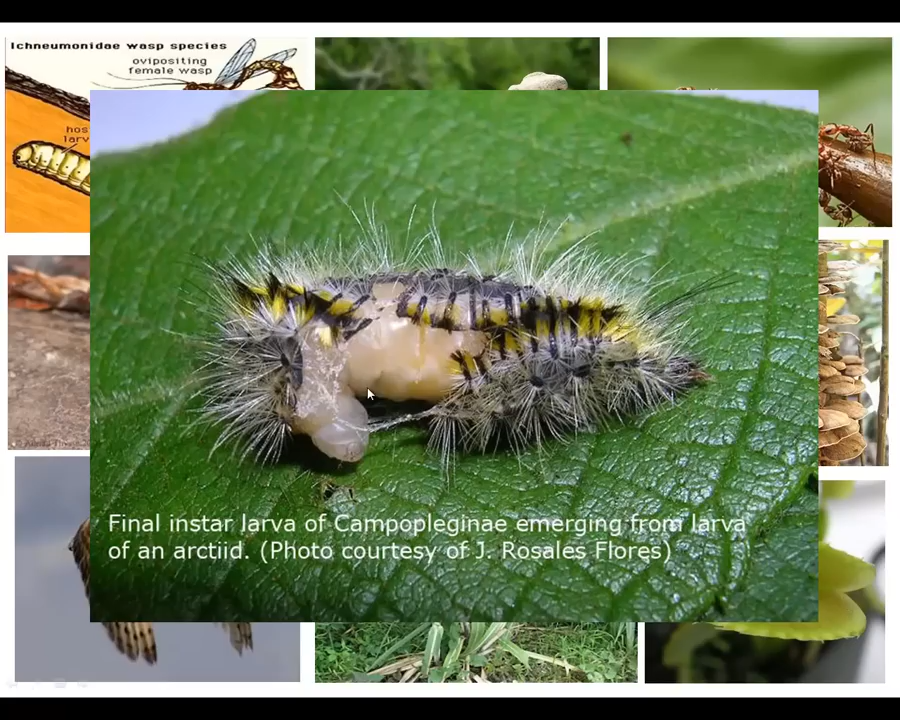 Ichneumonidae wasp species
ovipositing
female wasp
Final instar larva of Campopleginae emerging from larva
of an arctiid. (Photo courtesy of J. Rosales Flores)